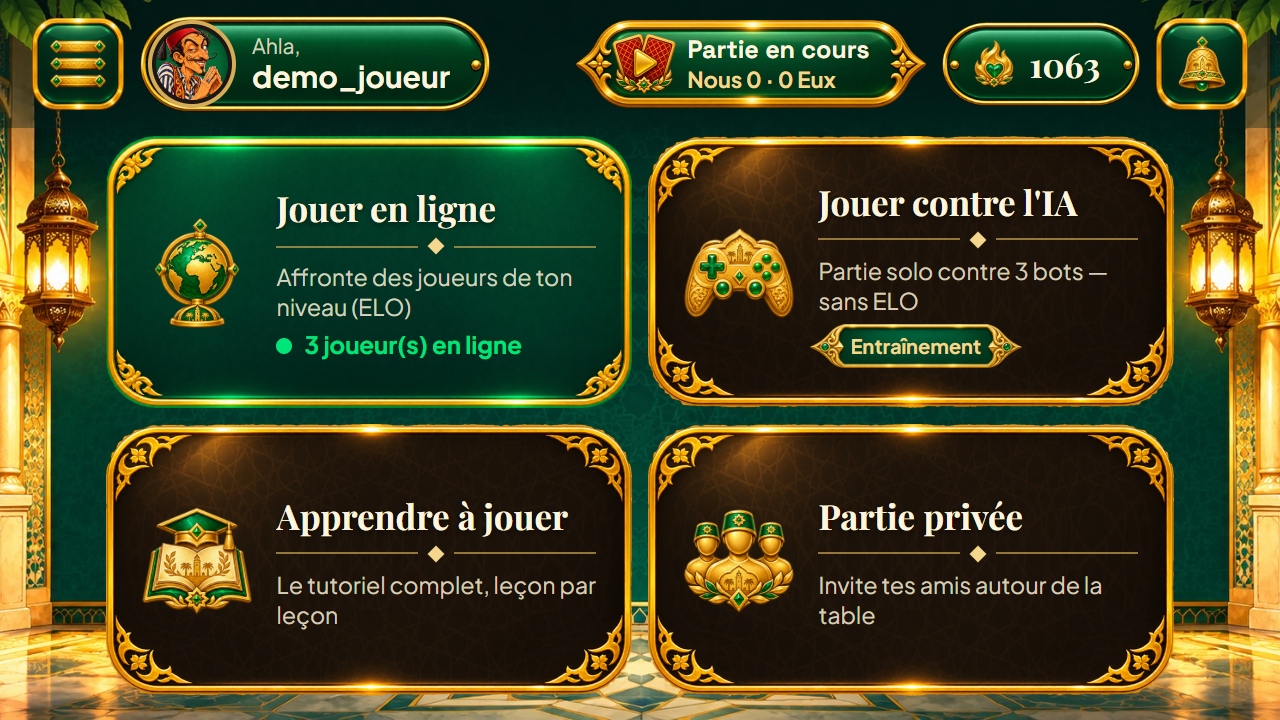 Ahla,
demo_joueur
Partie en cours
Nous 0 · 0 Eux
1063
Jouer en ligne
Affronte des joueurs de ton
niveau (ELO)
3 joueur(s) en ligne
Jouer contre l'IA
Partie solo contre 3 bots —
sans ELO
Entraînement
Apprendre à jouer
Le tutoriel complet, leçon par
leçon
Partie privée
Invite tes amis autour de la
table